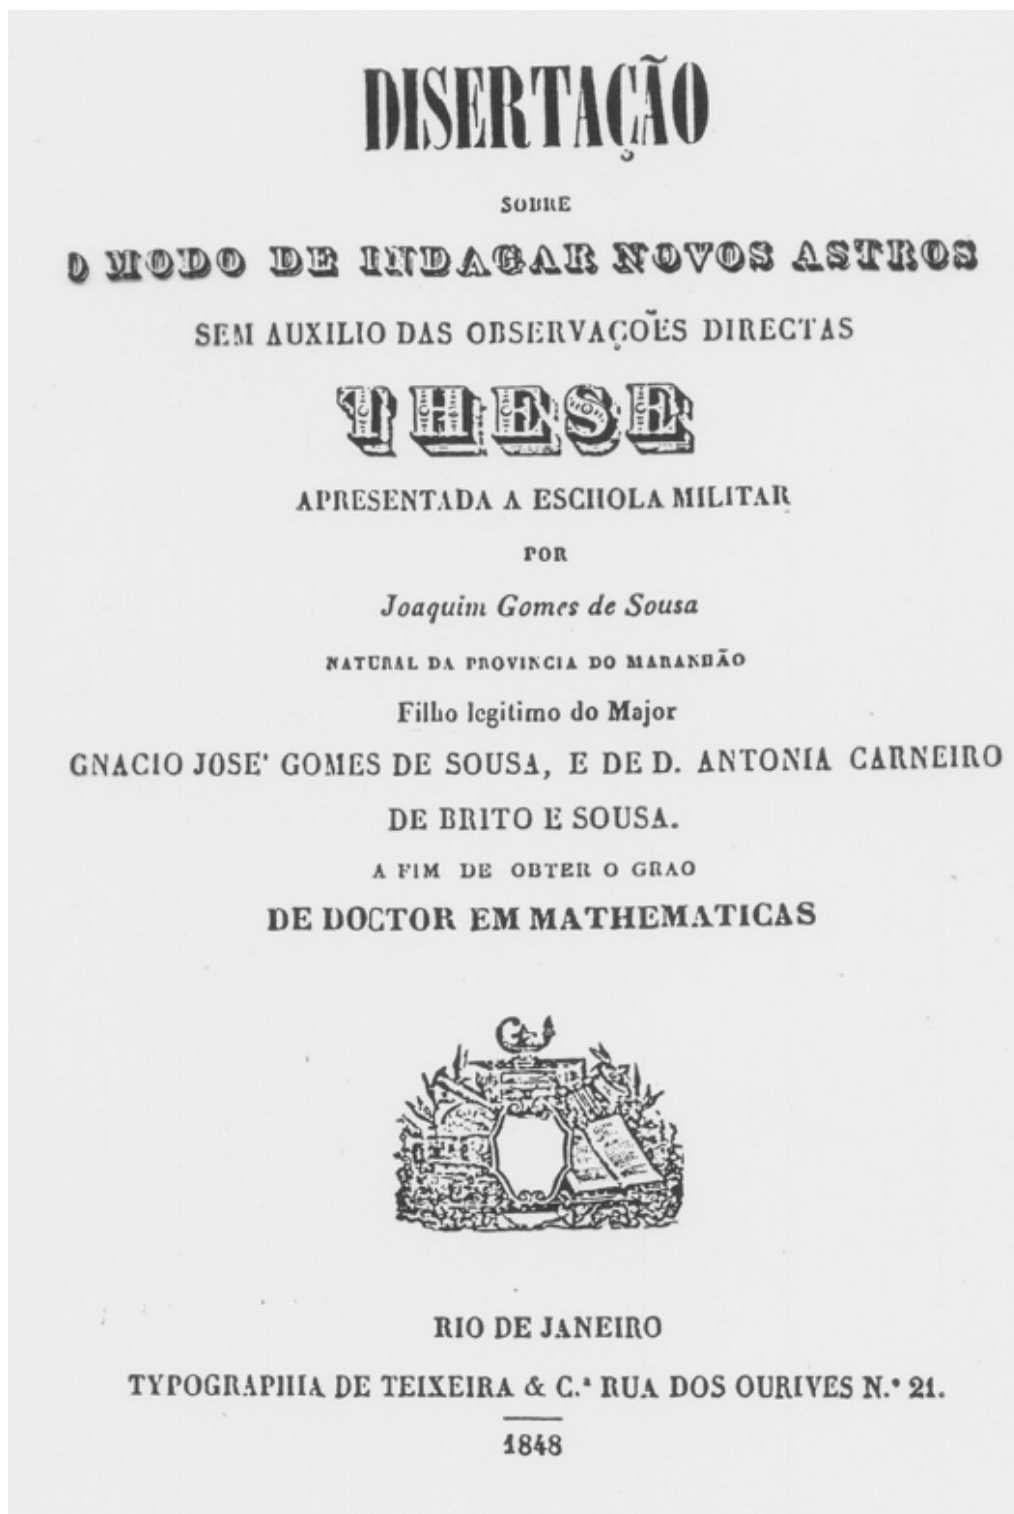 DISERTAÇÃO
SOBRE
O MODO DE INDAGAR NOVOS ASTROS
SEM AUXILIO DAS OBSERVAÇOẼS DIRECTAS
THESE
APRESENTADA A ESCHOLA MILITAR
POR
Joaquim Gomes de Sousa
NATURAL DA PROVINCIA DO MARANHÃO
Filho legitimo do Major
GNACIO JOSE' GOMES DE SOUSA, E DE D. ANTONIA CARNEIRO
DE BRITO E SOUSA.
A FIM DE OBTER O GRAO
DE DOCTOR EM MATHEMATICAS
RIO DE JANEIRO
TYPOGRAPHIA DE TEIXEIRA & C.ª RUA DOS OURIVES N.º 21.
1848